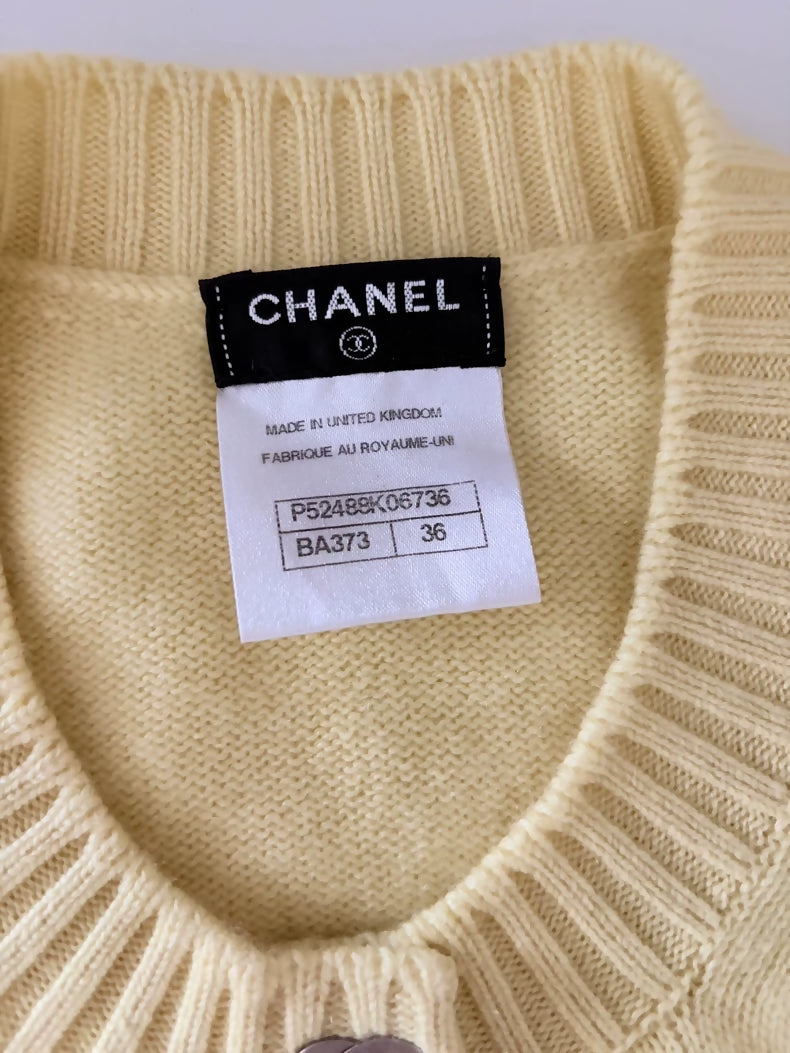 CHANEL
MADE IN UNITED KINGDOM
FABRIQUE AU ROYAUME-UNI
P52488K06736
BA373 36